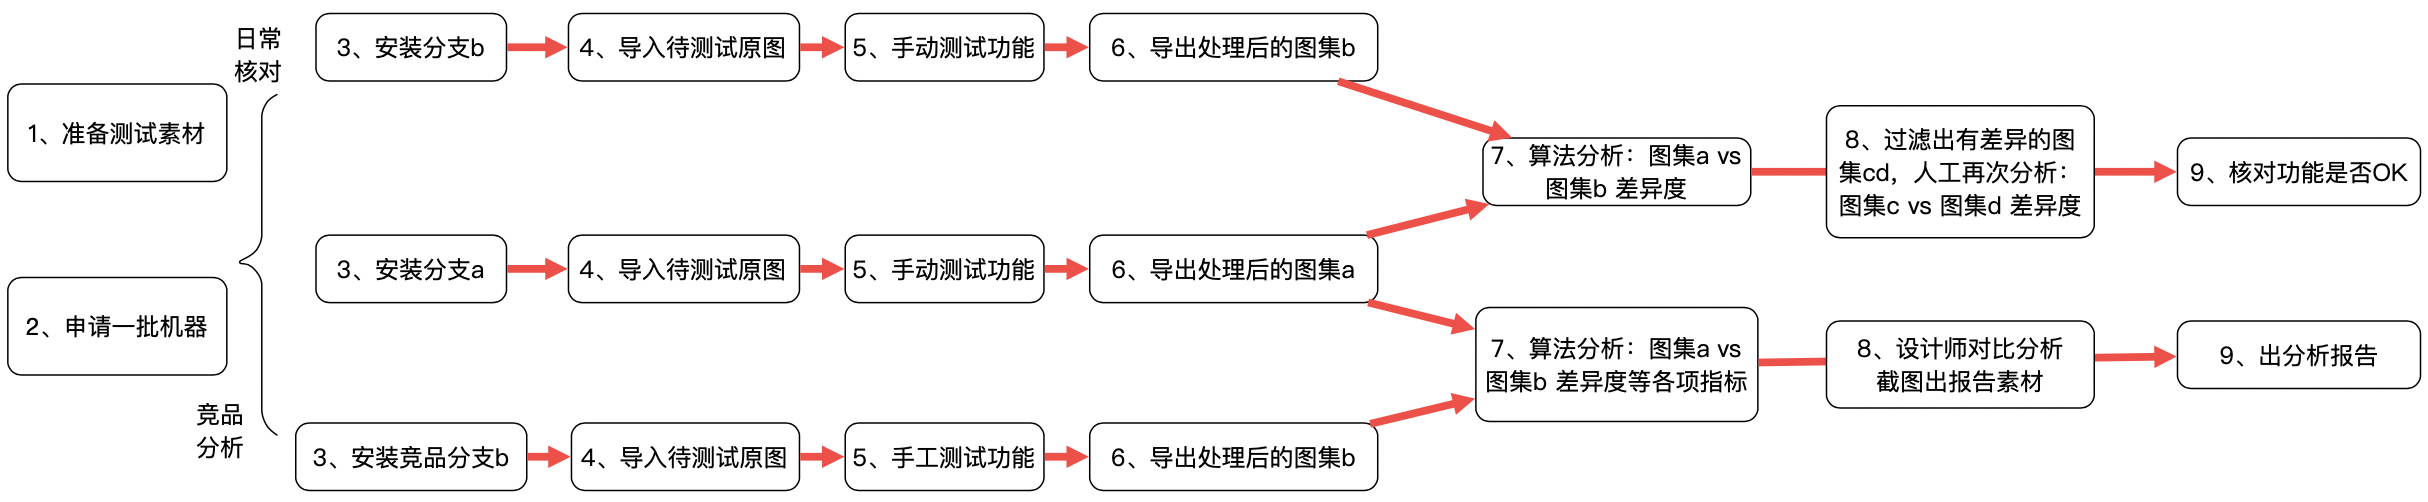 日常
核对
1、准备测试素材
2、申请一批机器
竞品
分析
3、安装分支b
4、导入待测试原图
5、手动测试功能
6、导出处理后的图集b
3、安装分支a
4、导入待测试原图
5、手动测试功能
6、导出处理后的图集a
3、安装竞品分支b
4、导入待测试原图
5、手工测试功能
6、导出处理后的图集b
7、算法分析：图集a vs
图集b 差异度
8、过滤出有差异的图
集cd，人工再次分析：
图集c vs 图集d 差异度
9、核对功能是否OK
7、算法分析：图集a vs
图集b 差异度等各项指标
8、设计师对比分析
截图出报告素材
9、出分析报告